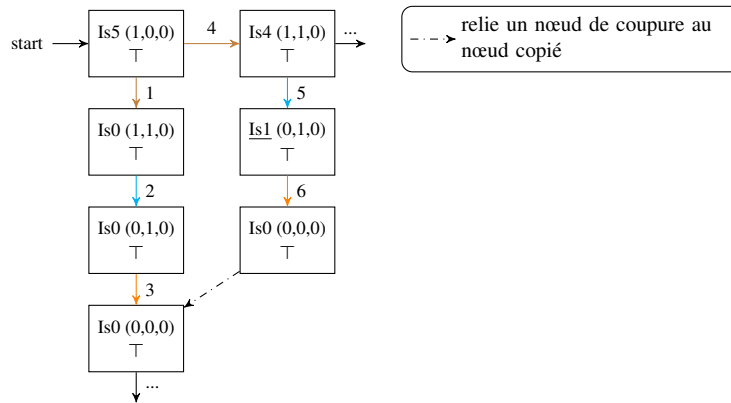 start
Is5 (1,0,0)
⊤
4
Is4 (1,1,0)
⊤
...
relie un nœud de coupure au
nœud copié
1
5
Is0 (1,1,0)
⊤
Is1 (0,1,0)
⊤
2
6
Is0 (0,1,0)
⊤
Is0 (0,0,0)
⊤
3
Is0 (0,0,0)
⊤
...